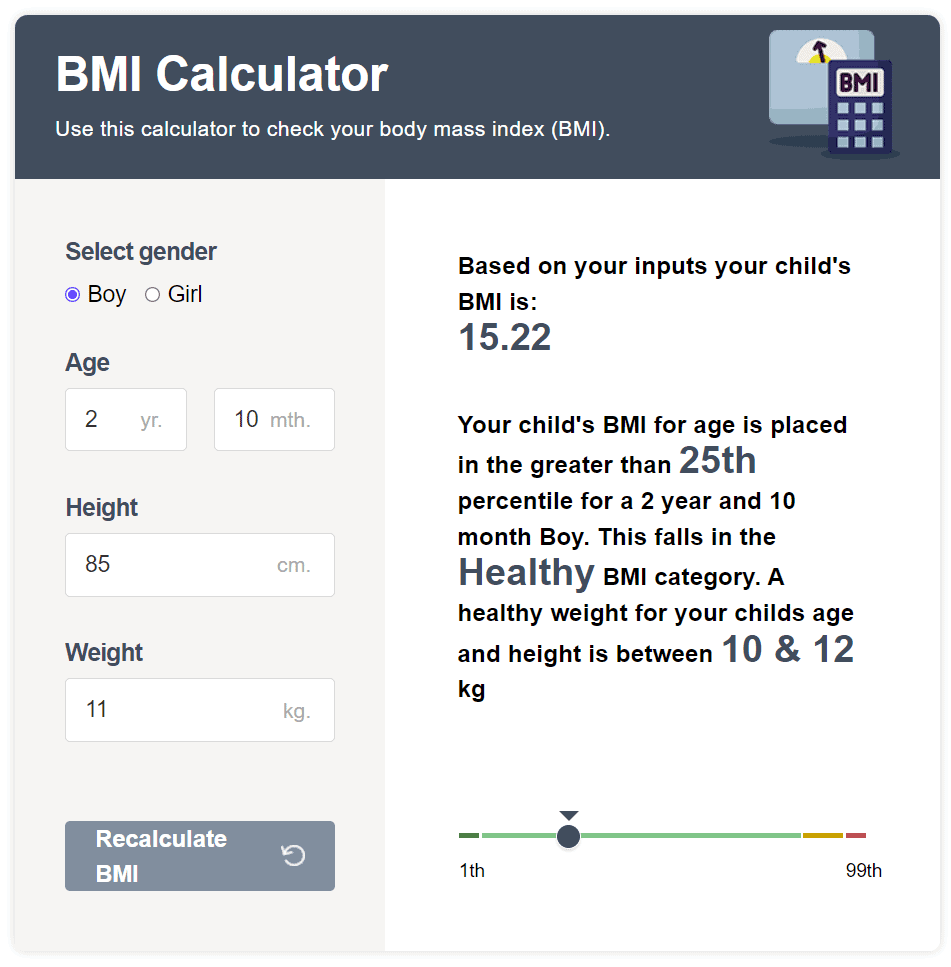 BMI Calculator
Use this calculator to check your body mass index (BMI).
BMI
Select gender
Boy Girl
Age
2 yr. 10 mth.
Height
85 cm.
Weight
11 kg.
Recalculate
BMI
Based on your inputs your child's
BMI is:
15.22
Your child's BMI for age is placed
in the greater than 25th
percentile for a 2 year and 10
month Boy. This falls in the
Healthy BMI category. A
healthy weight for your childs age
and height is between 10 & 12
kg
1th 99th